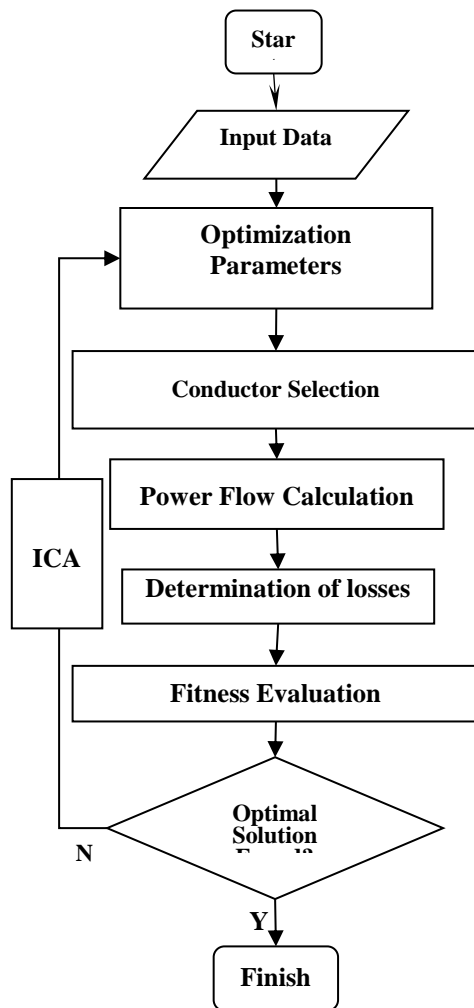 Star
Input Data
Optimization
Parameters
Conductor Selection
Power Flow Calculation
ICA
Determination of losses
Fitness Evaluation
Optimal
Solution
N
Y
Finish